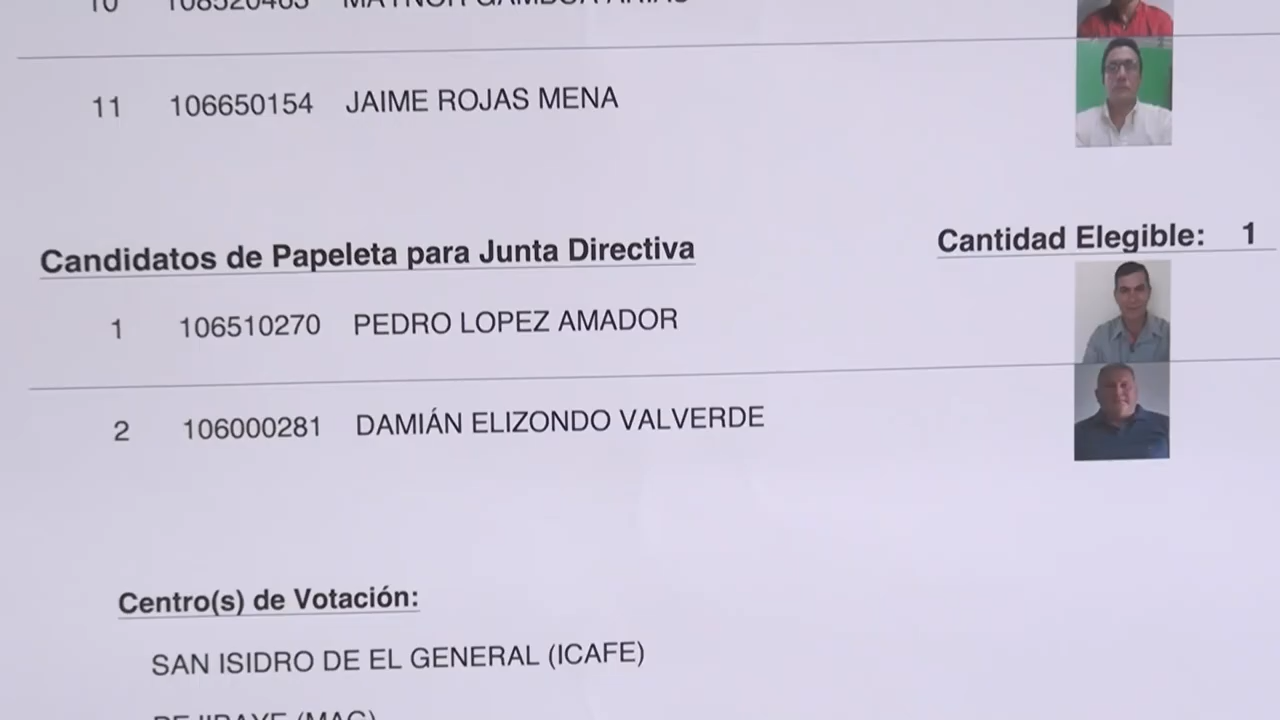 11 106650154 JAIME ROJAS MENA
Candidatos de Papeleta para Junta Directiva Cantidad Elegible: 1
1 106510270 PEDRO LOPEZ AMADOR
2 106000281 DAMIÁN ELIZONDO VALVERDE
Centro(s) de Votación:
SAN ISIDRO DE EL GENERAL (ICAFE)